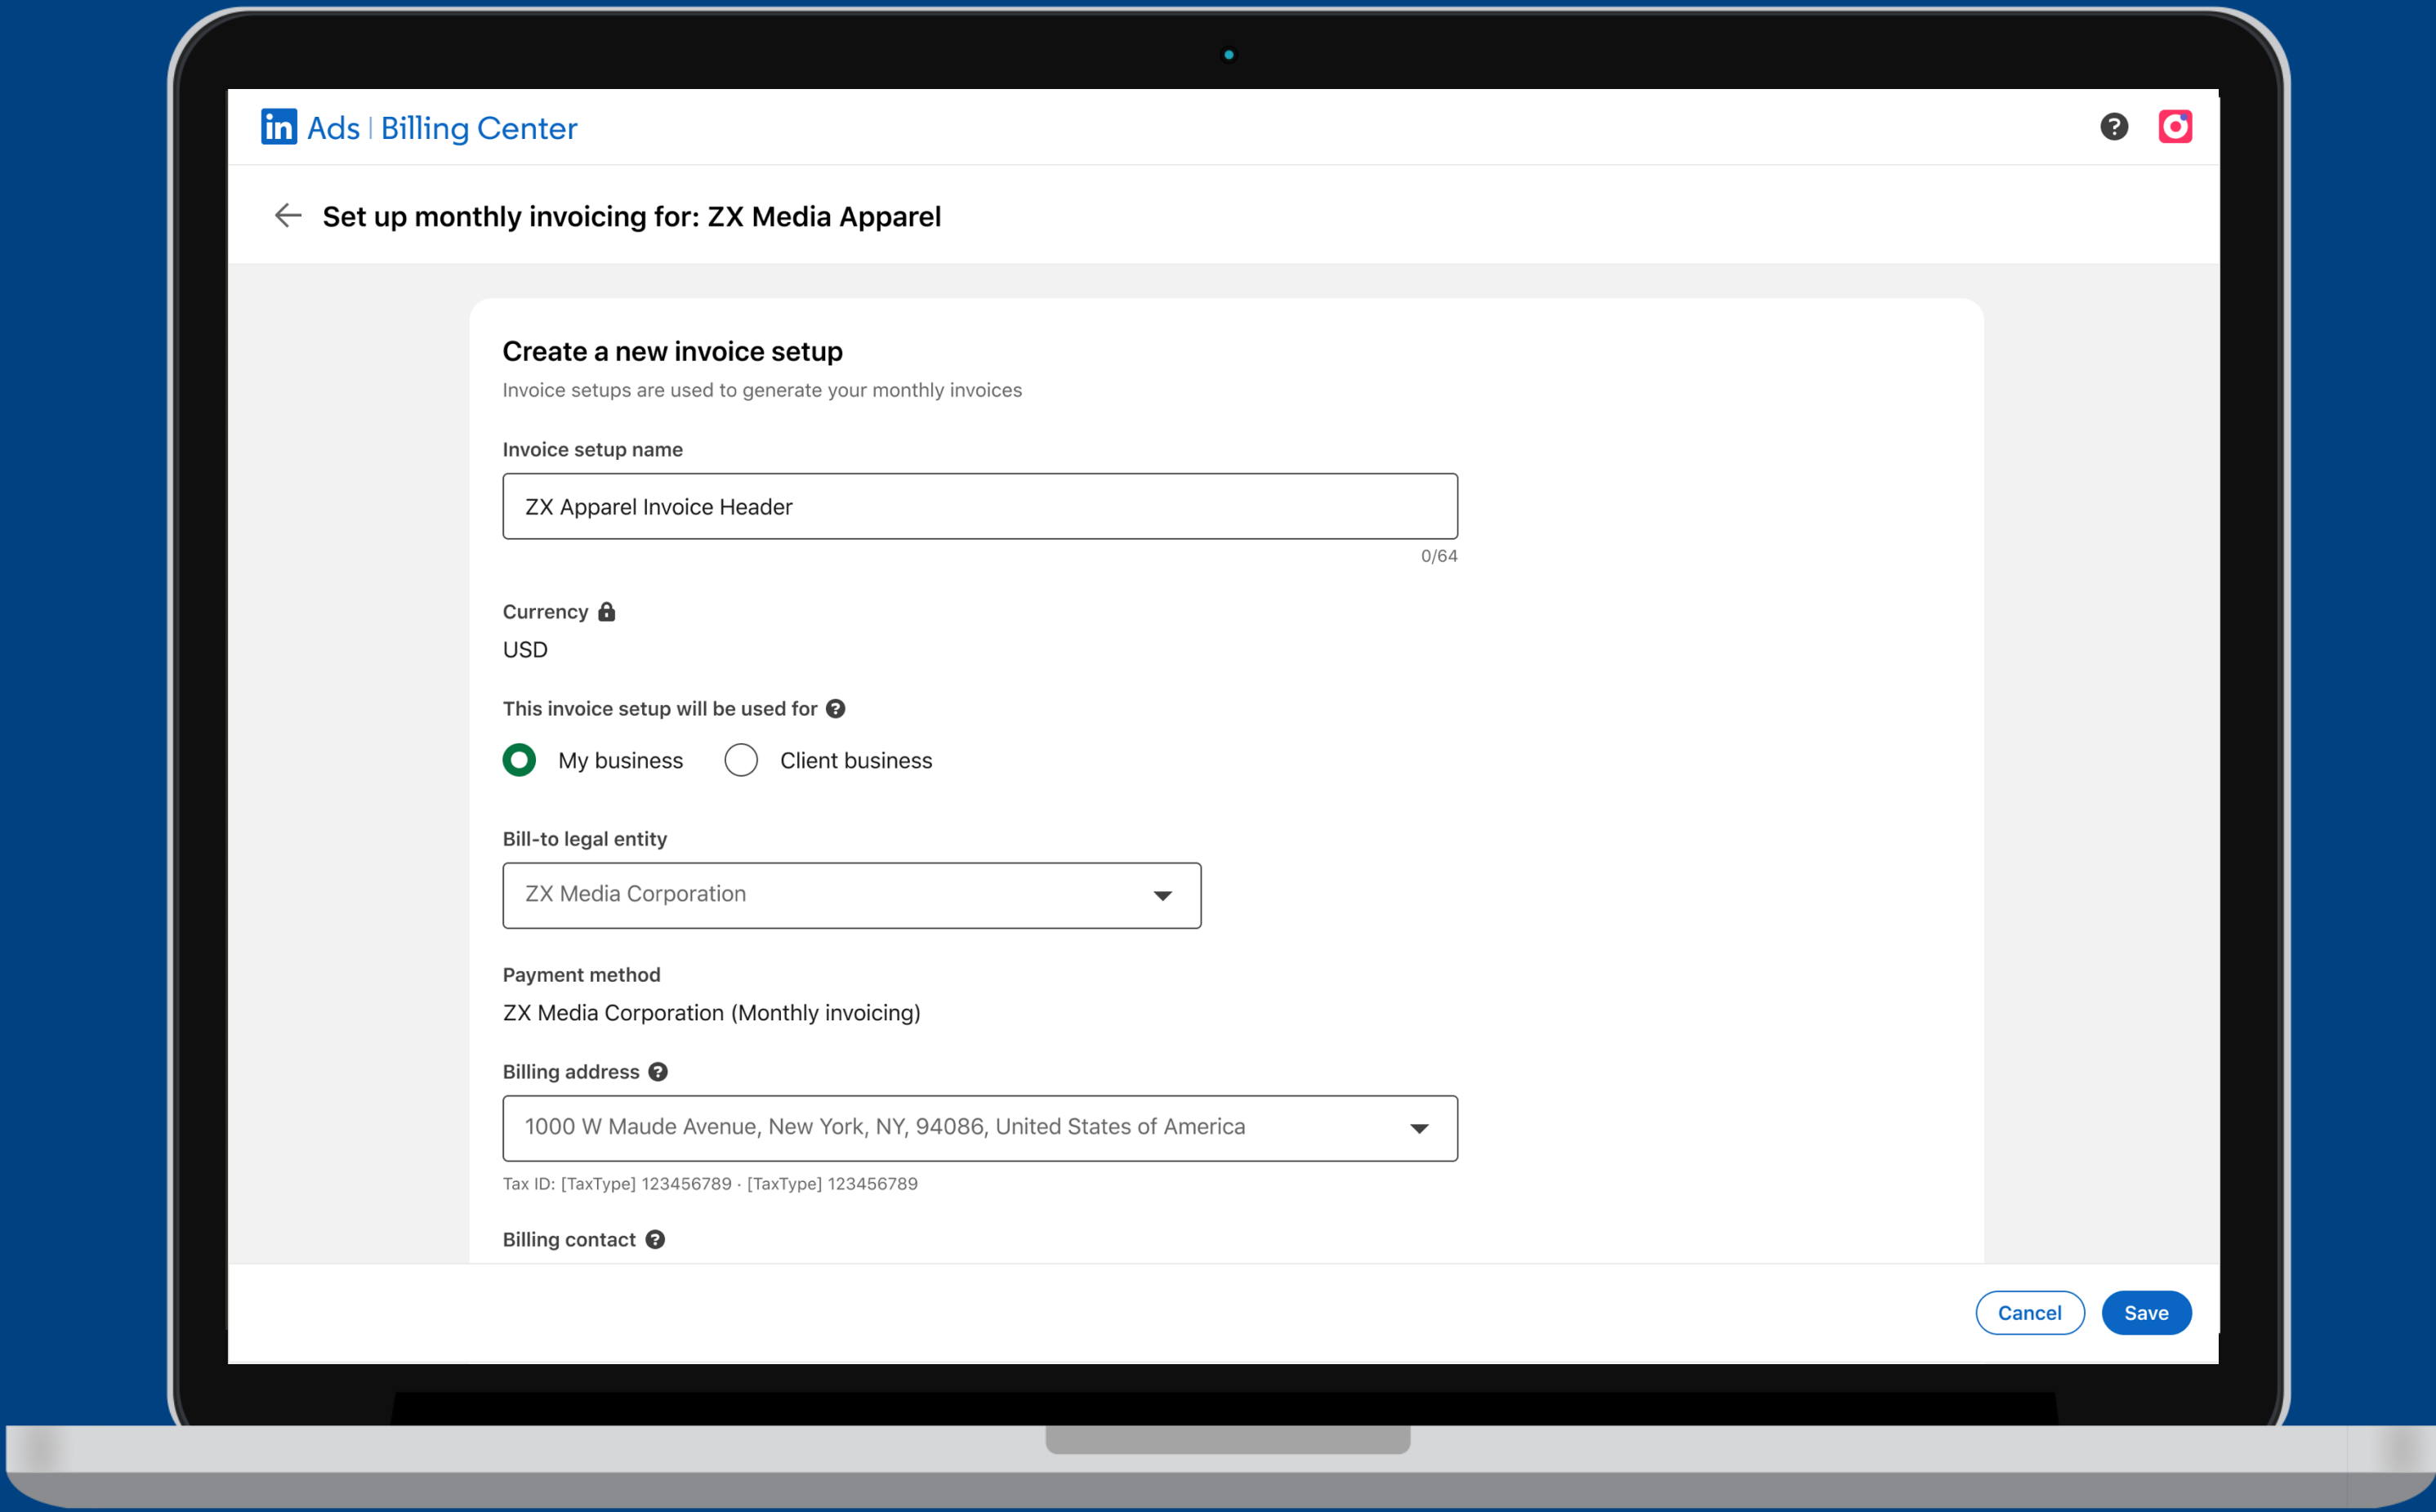 in Ads | Billing Center
Set up monthly invoicing for: ZX Media Apparel
Create a new invoice setup
Invoice setups are used to generate your monthly invoices
Invoice setup name
ZX Apparel Invoice Header
0/64
Currency
USD
This invoice setup will be used for
My business Client business
Bill-to legal entity
ZX Media Corporation
Payment method
ZX Media Corporation (Monthly invoicing)
Billing address
1000 W Maude Avenue, New York, NY, 94086, United States of America
Tax ID: [TaxType] 123456789 · [TaxType] 123456789
Billing contact
Cancel Save